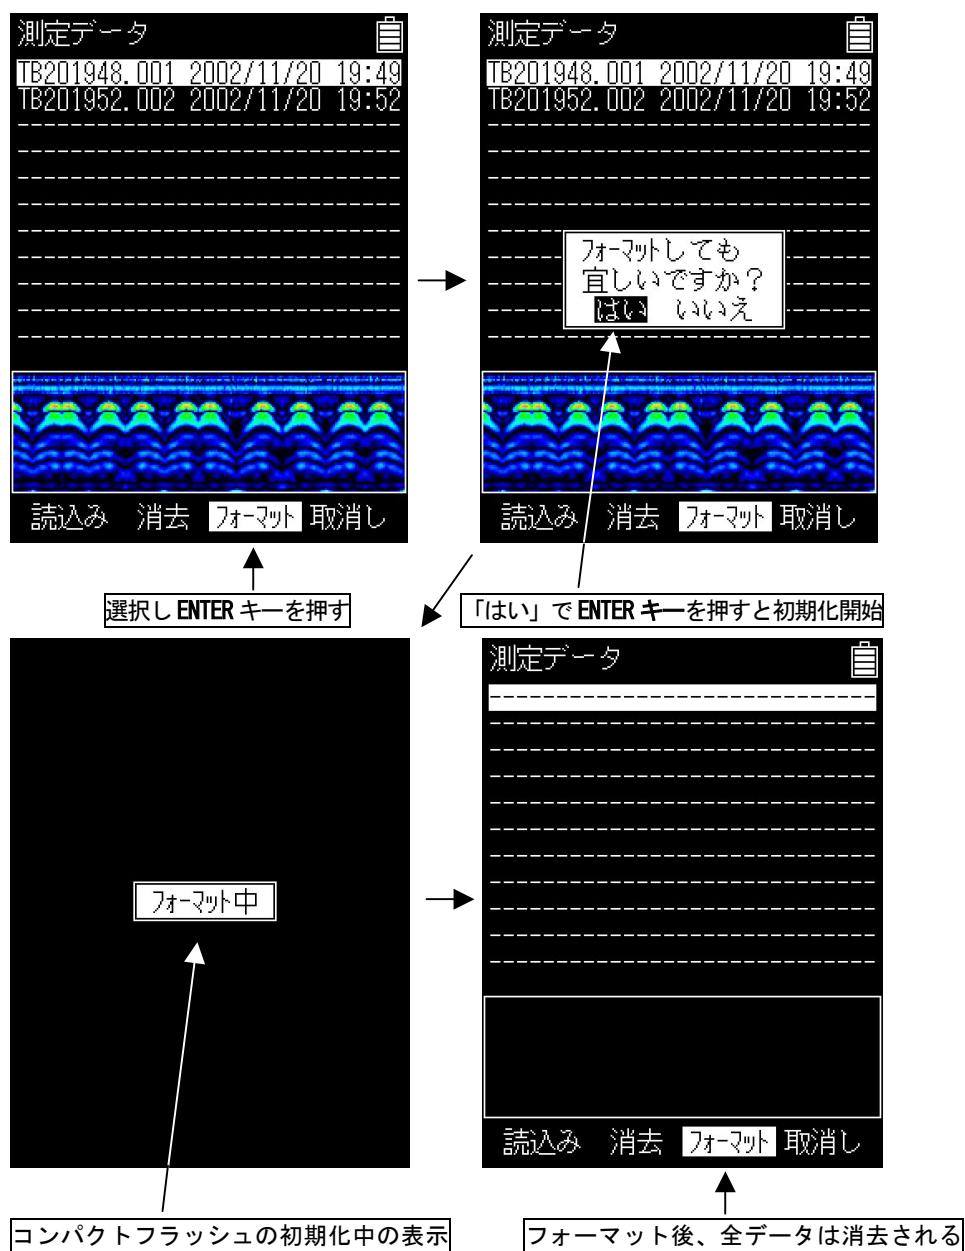 測定データ
TB201948.001 2002/11/20 19:49
TB201952.002 2002/11/20 19:52
読込み 消去 フォーマット 取消し
選択し ENTER キーを押す
測定データ
TB201948.001 2002/11/20 19:49
TB201952.002 2002/11/20 19:52
フォーマットしても
宜しいですか?
はい いいえ
読込み 消去 フォーマット 取消し
「はい」で ENTER キーを押すと初期化開始
フォーマット中
コンパクトフラッシュの初期化中の表示
測定データ
読込み 消去 フォーマット 取消し
フォーマット後、全データは消去される